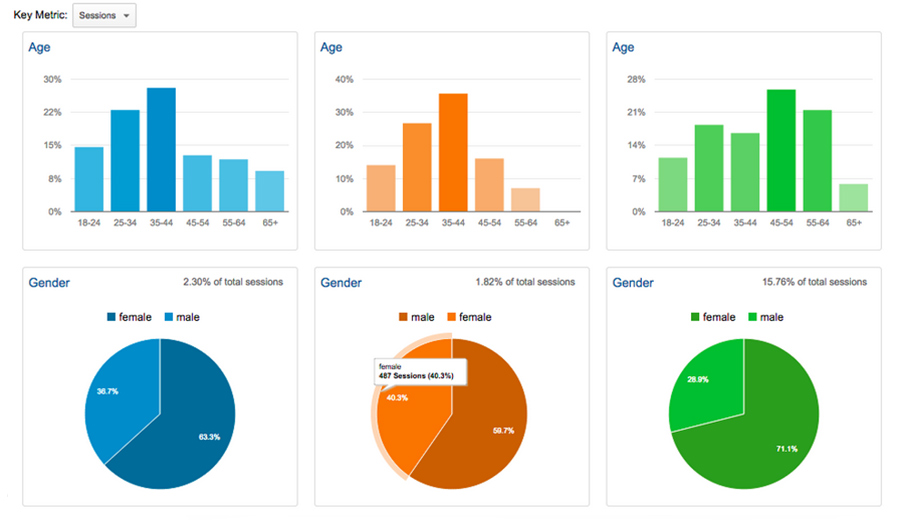 Key Metric: Sessions
Age
30%
22%
15%
8%
0%
18-24 25-34 35-44 45-54 55-64 65+
Age
40%
30%
20%
10%
0%
18-24 25-34 35-44 45-54 55-64 65+
Age
28%
21%
14%
7%
0%
18-24 25-34 35-44 45-54 55-64 65+
Gender 2.30% of total sessions
female male
36.7%
63.3%
Gender 1.82% of total sessions
male female
female
487 Sessions (40.3%)
40.3%
59.7%
Gender 15.76% of total sessions
female male
28.9%
71.1%